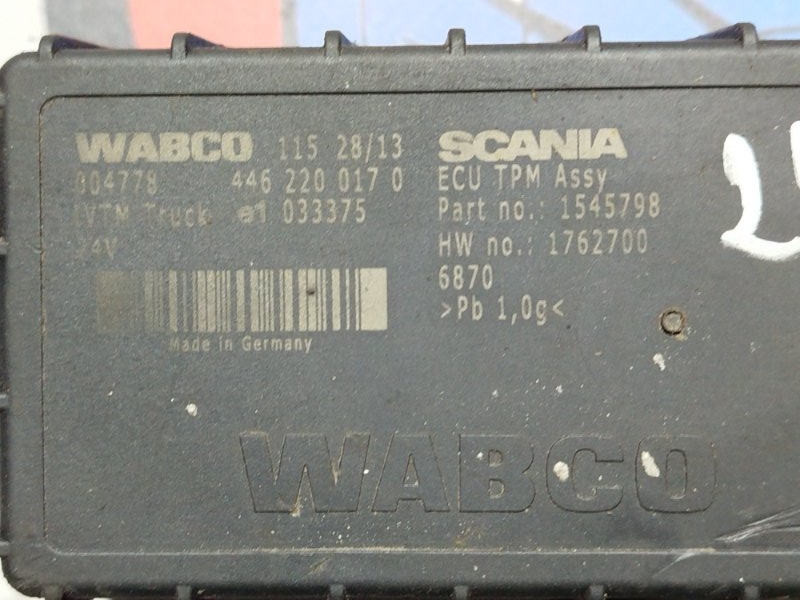 WABCO 115 28/13
004778 446 220 017 0
IVTM Truck e1 033375
24V
Made in Germany
SCANIA
ECU TPM Assy
Part no.: 1545798
HW no.: 1762700
6870
>Pb 1,0g<
WABCO